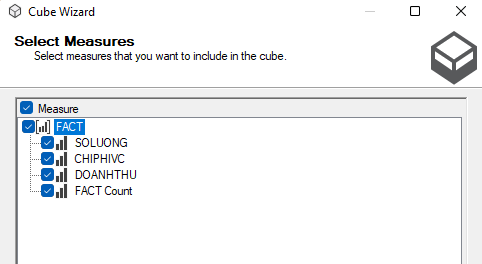 Cube Wizard
Select Measures
Select measures that you want to include in the cube.
Measure
FACT
SOLUONG
CHIPHIVC
DOANHTHU
FACT Count